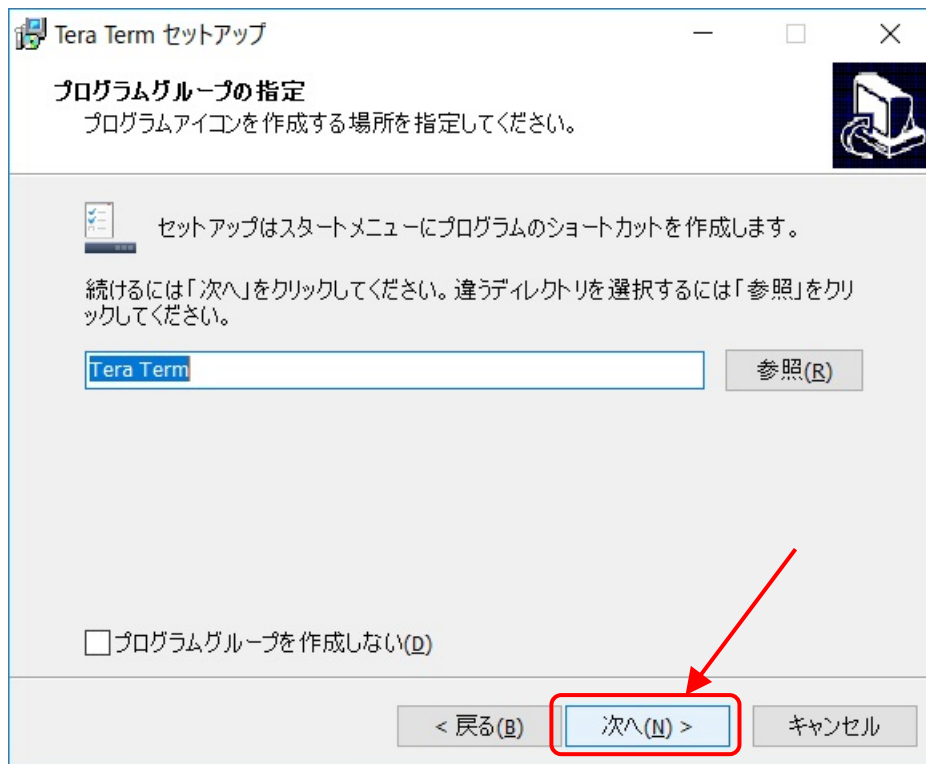 Tera Term セットアップ
プログラムグループの指定
プログラムアイコンを作成する場所を指定してください。
セットアップはスタートメニューにプログラムのショートカットを作成します。
続けるには「次へ」をクリックしてください。違うディレクトリを選択するには「参照」をクリ
ックしてください。
Tera Term
参照(R)
プログラムグループを作成しない(D)
< 戻る(B)
次へ(N) >
キャンセル